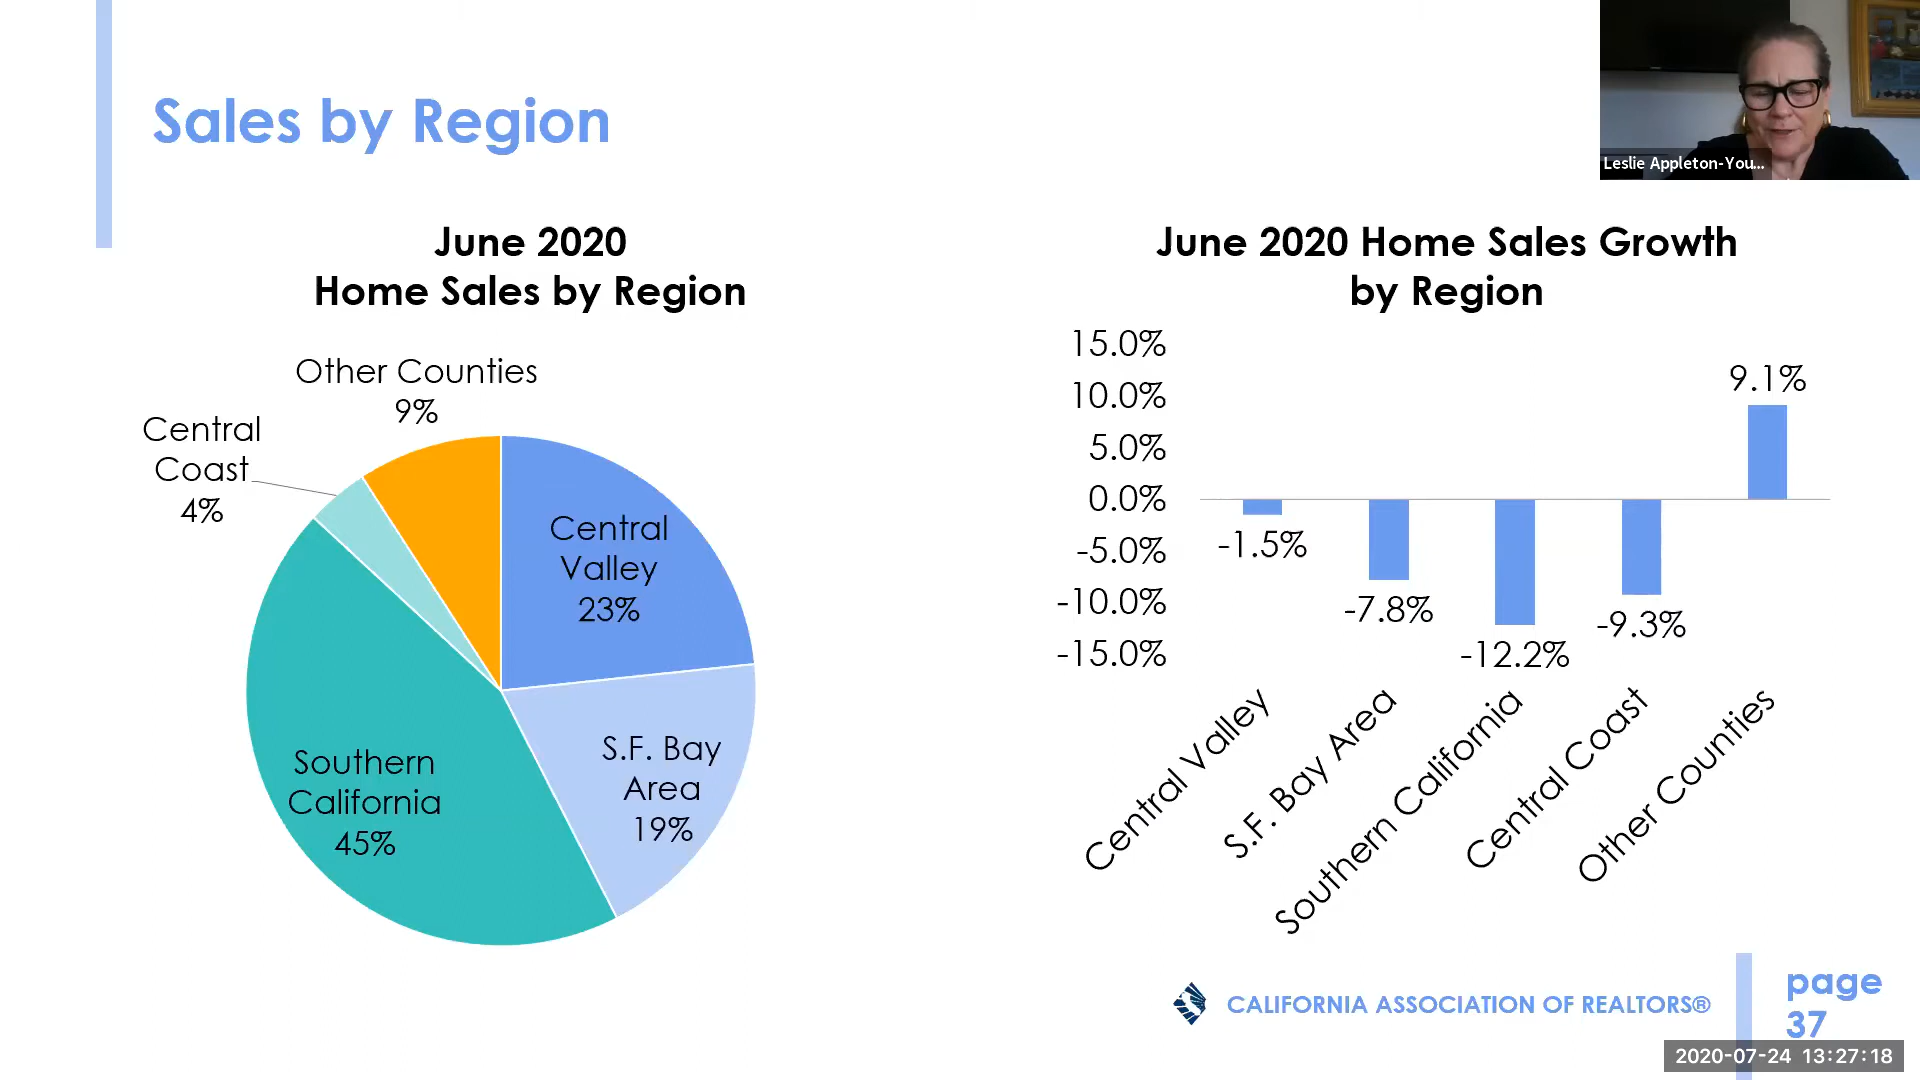 Sales by Region
Leslie Appleton-You...
June 2020
Home Sales by Region
Other Counties
9%
Central
Coast
4%
Central
Valley
23%
S.F. Bay
Area
19%
Southern
California
45%
June 2020 Home Sales Growth
by Region
15.0%
10.0%
5.0%
0.0%
-5.0%
-10.0%
-15.0%
-1.5%
-7.8%
-12.2%
-9.3%
9.1%
Central Valley
S.F. Bay Area
Southern California
Central Coast
Other Counties
CALIFORNIA ASSOCIATION OF REALTORS®
page
37
2020-07-24 13:27:18